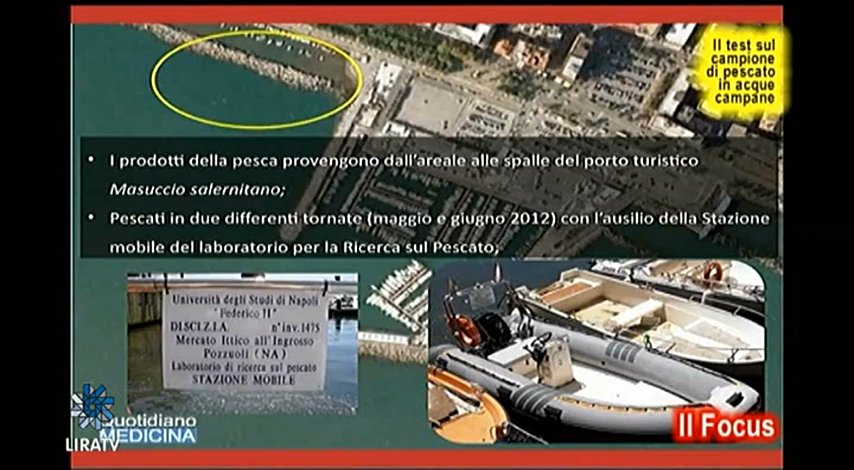 Il test sul
campione
di pescato
in acque
campane
• I prodotti della pesca provengono dall'areale alle spalle del porto turistico
Masuccio salernitano;
• Pescati in due differenti tornate (maggio e giugno 2012) con l'ausilio della Stazione
mobile del laboratorio per la Ricerca sul Pescato;
Università degli Studi di Napoli
"Federico II"
DI.SCI.Z.I.A. n° inv. 1475
Mercato Ittico all'Ingrosso
Pozzuoli (NA)
Laboratorio di ricerca sul pescato
STAZIONE MOBILE
Quotidiano
MEDICINA
LIRATV
Il Focus